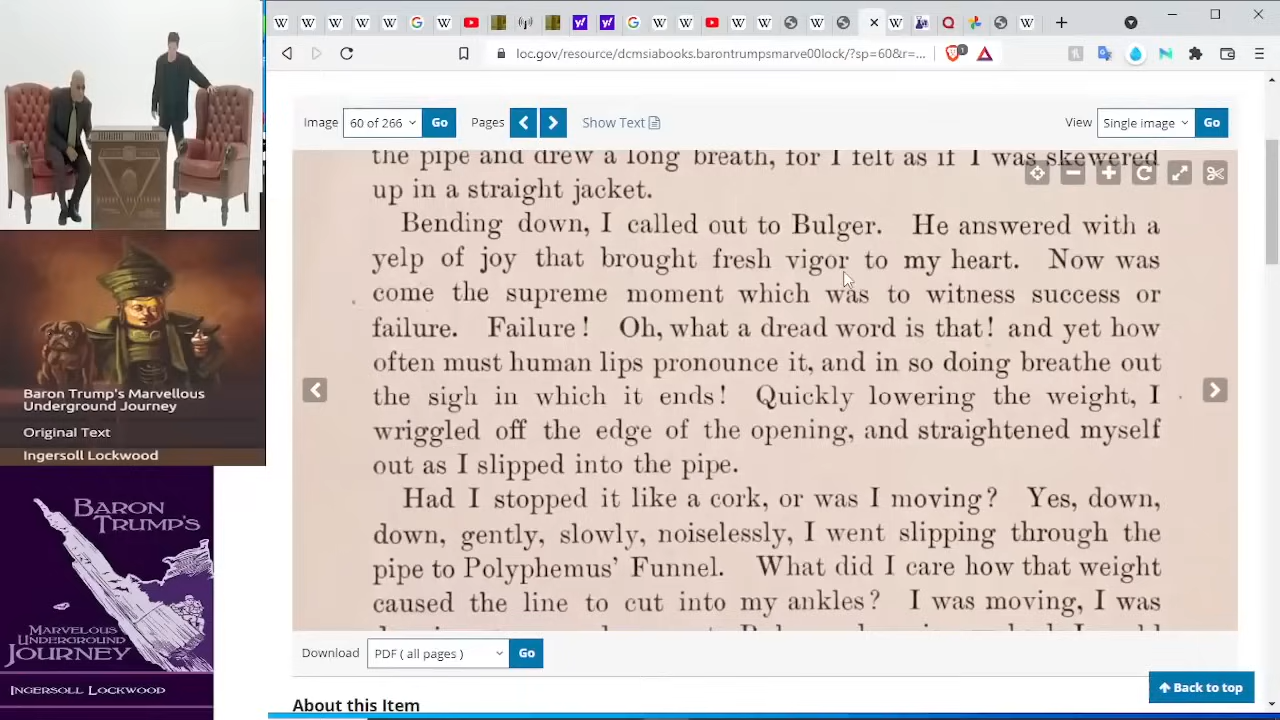 loc.gov/resource/dcmsiabooks.barontrumpsmarve00lock/?sp=60&r=...
Image 60 of 266 Go Pages Show Text View Single image Go
the pipe and drew a long breath, for I felt as if I was skewered
up in a straight jacket.
Bending down, I called out to Bulger. He answered with a
yelp of joy that brought fresh vigor to my heart. Now was
come the supreme moment which was to witness success or
failure. Failure! Oh, what a dread word is that! and yet how
often must human lips pronounce it, and in so doing breathe out
the sigh in which it ends! Quickly lowering the weight, I
wriggled off the edge of the opening, and straightened myself
out as I slipped into the pipe.
Had I stopped it like a cork, or was I moving? Yes, down,
down, gently, slowly, noiselessly, I went slipping through the
pipe to Polyphemus' Funnel. What did I care how that weight
caused the line to cut into my ankles? I was moving, I was
Download PDF ( all pages ) Go
Back to top
About this Item
Baron Trump's Marvellous
Underground Journey
Original Text
Ingersoll Lockwood
BARON
TRUMP'S
MARVELOUS
UNDERGROUND
JOURNEY
INGERSOLL LOCKWOOD